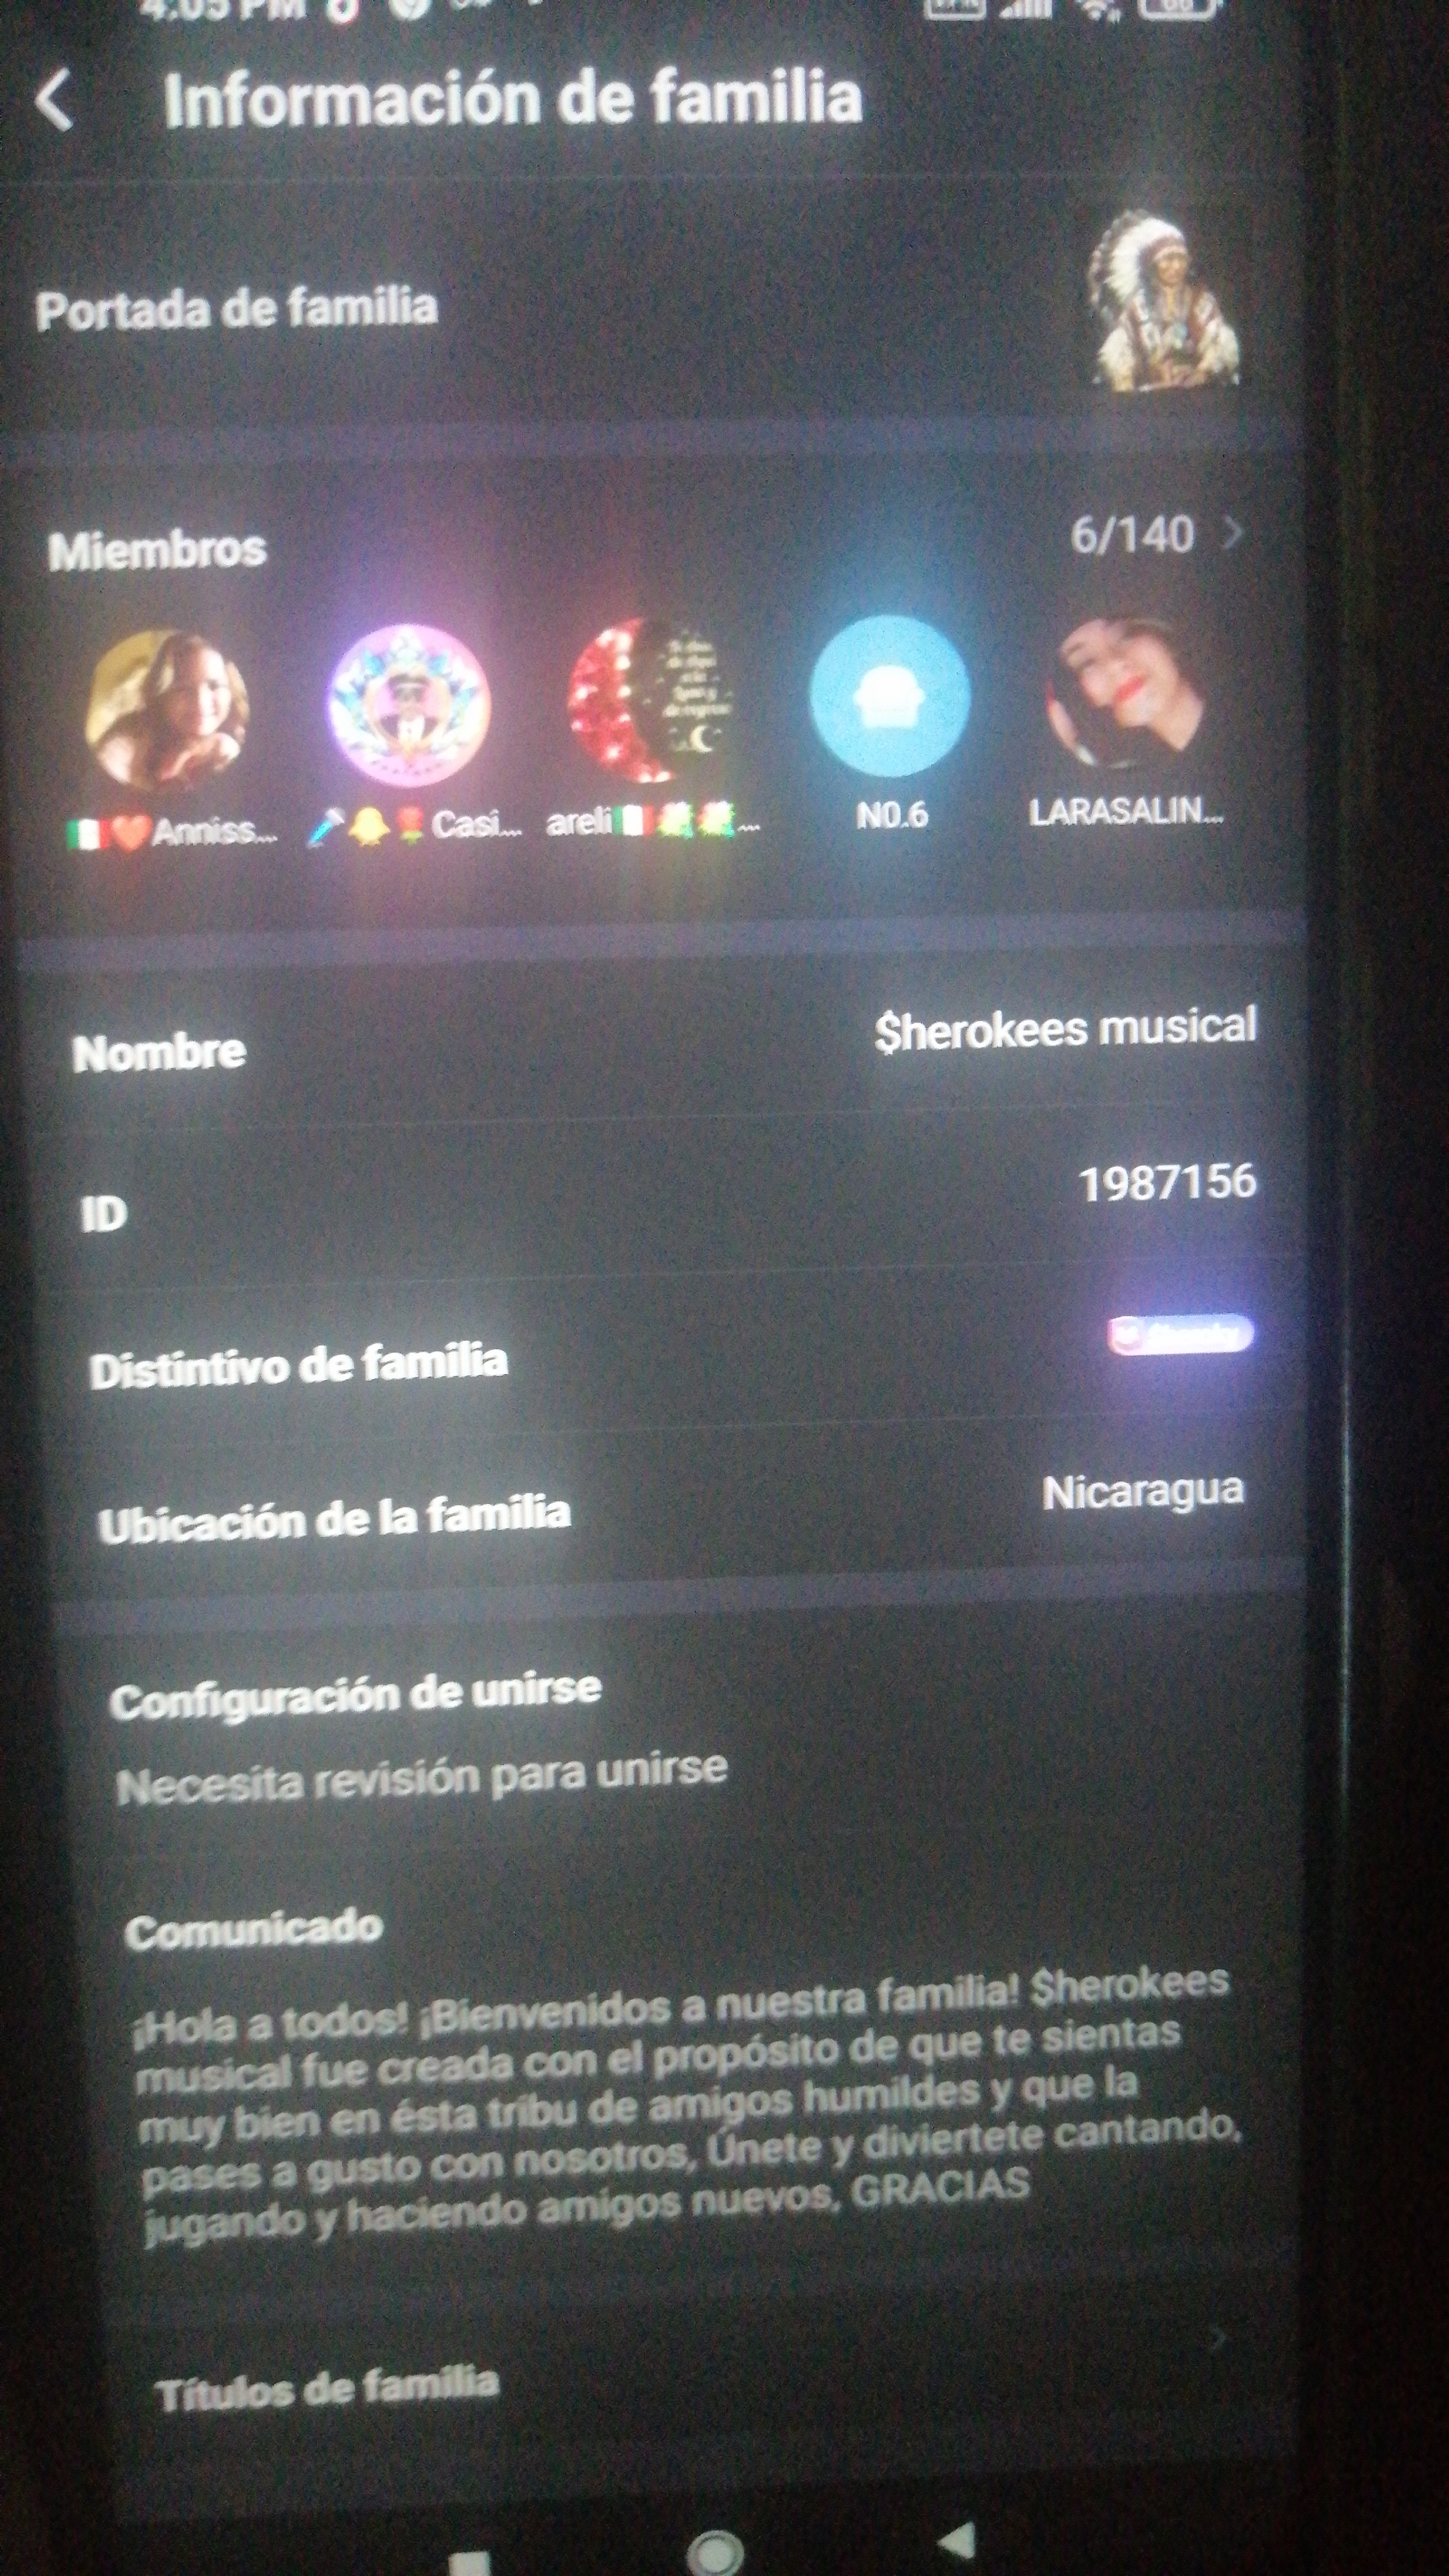 4:05 PM
Información de familia
Portada de familia
Miembros
6/140
Anniss...
Casi...
areli
N0.6
LARASALIN...
Nombre
$herokees musical
ID
1987156
Distintivo de familia
Ubicación de la familia
Nicaragua
Configuración de unirse
Necesita revisión para unirse
Comunicado
¡Hola a todos! ¡Bienvenidos a nuestra familia! $herokees
musical fue creada con el propósito de que te sientas
muy bien en ésta tribu de amigos humildes y que la
pases a gusto con nosotros, Únete y diviertete cantando,
jugando y haciendo amigos nuevos, GRACIAS
Títulos de familia